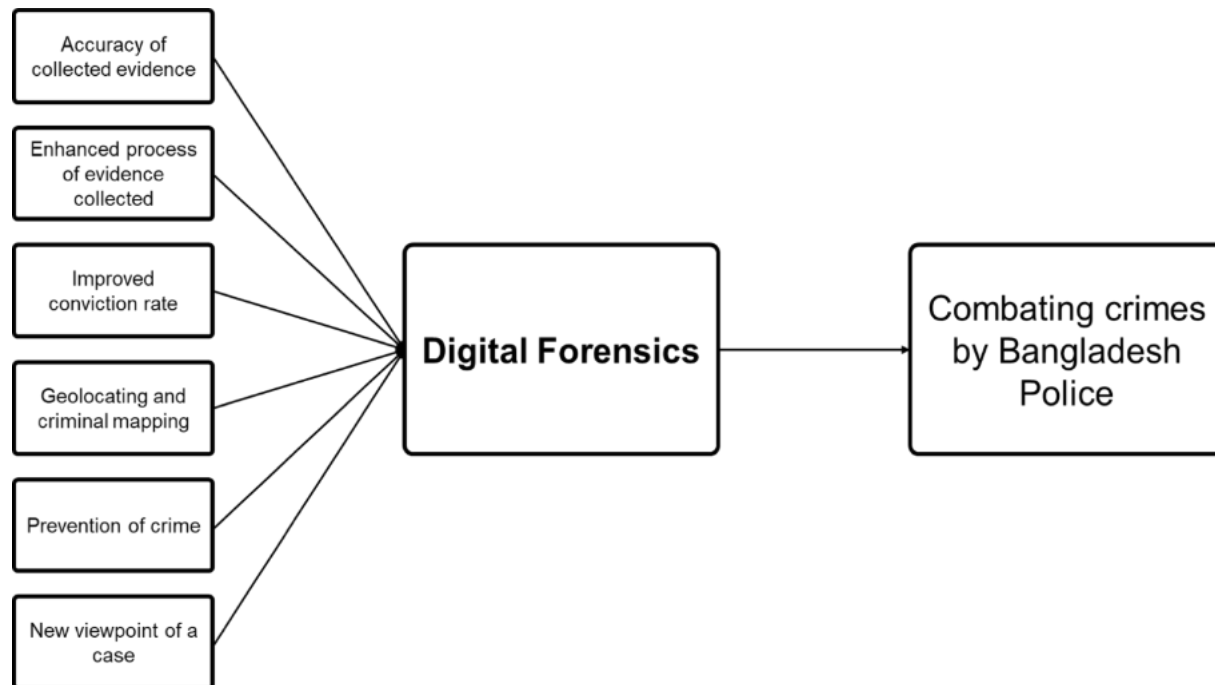 Accuracy of
collected evidence
Enhanced process
of evidence
collected
Improved
conviction rate
Geolocating and
criminal mapping
Prevention of crime
New viewpoint of a
case
Digital Forensics
Combating crimes
by Bangladesh
Police